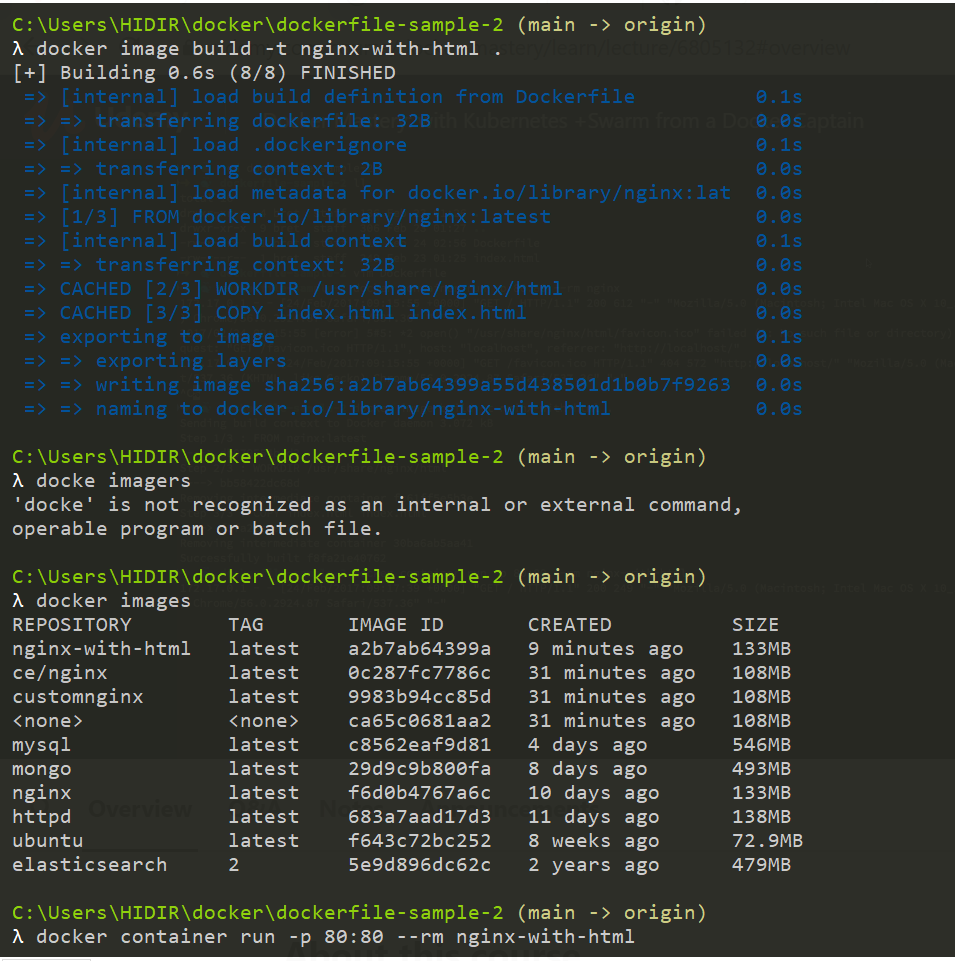 C:\Users\HIDIR\docker\dockerfile-sample-2 (main -> origin)
λ docker image build -t nginx-with-html .
[+] Building 0.6s (8/8) FINISHED
=> [internal] load build definition from Dockerfile 0.1s
=> => transferring dockerfile: 32B 0.0s
=> [internal] load .dockerignore 0.1s
=> => transferring context: 2B 0.0s
=> [internal] load metadata for docker.io/library/nginx:lat 0.0s
=> [1/3] FROM docker.io/library/nginx:latest 0.0s
=> [internal] load build context 0.1s
=> => transferring context: 32B 0.0s
=> CACHED [2/3] WORKDIR /usr/share/nginx/html 0.0s
=> CACHED [3/3] COPY index.html index.html 0.0s
=> exporting to image 0.1s
=> => exporting layers 0.0s
=> => writing image sha256:a2b7ab64399a55d438501d1b0b7f9263 0.0s
=> => naming to docker.io/library/nginx-with-html 0.0s
C:\Users\HIDIR\docker\dockerfile-sample-2 (main -> origin)
λ docke imagers
'docke' is not recognized as an internal or external command,
operable program or batch file.
C:\Users\HIDIR\docker\dockerfile-sample-2 (main -> origin)
λ docker images
REPOSITORY TAG IMAGE ID CREATED SIZE
nginx-with-html latest a2b7ab64399a 9 minutes ago 133MB
ce/nginx latest 0c287fc7786c 31 minutes ago 108MB
customnginx latest 9983b94cc85d 31 minutes ago 108MB
<none> <none> ca65c0681aa2 31 minutes ago 108MB
mysql latest c8562eaf9d81 4 days ago 546MB
mongo latest 29d9c9b800fa 8 days ago 493MB
nginx latest f6d0b4767a6c 10 days ago 133MB
httpd latest 683a7aad17d3 11 days ago 138MB
ubuntu latest f643c72bc252 8 weeks ago 72.9MB
elasticsearch 2 5e9d896dc62c 2 years ago 479MB
C:\Users\HIDIR\docker\dockerfile-sample-2 (main -> origin)
λ docker container run -p 80:80 --rm nginx-with-html